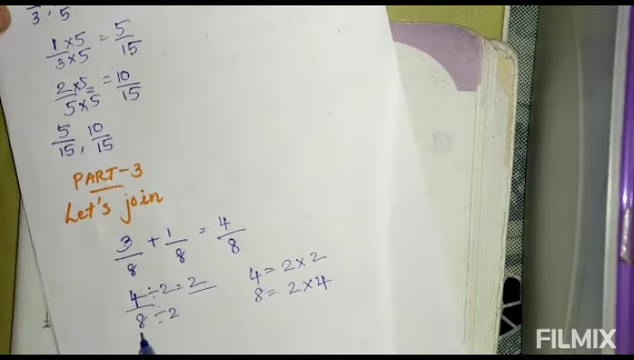 3, 5
1×5/3×5 = 5/15
2×5/5×5 = 10/15
5/15, 10/15
PART-3
Let's join
3/8 + 1/8 = 4/8
4÷2/8÷2 = 2/
4 = 2×2
8 = 2×4
FILMIX